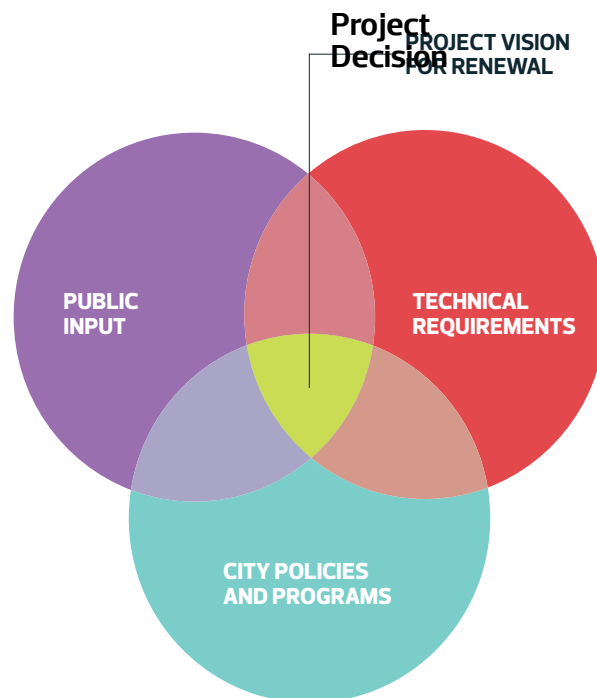 Project
Decision
PROJECT VISION
FOR RENEWAL
PUBLIC
INPUT
TECHNICAL
REQUIREMENTS
CITY POLICIES
AND PROGRAMS